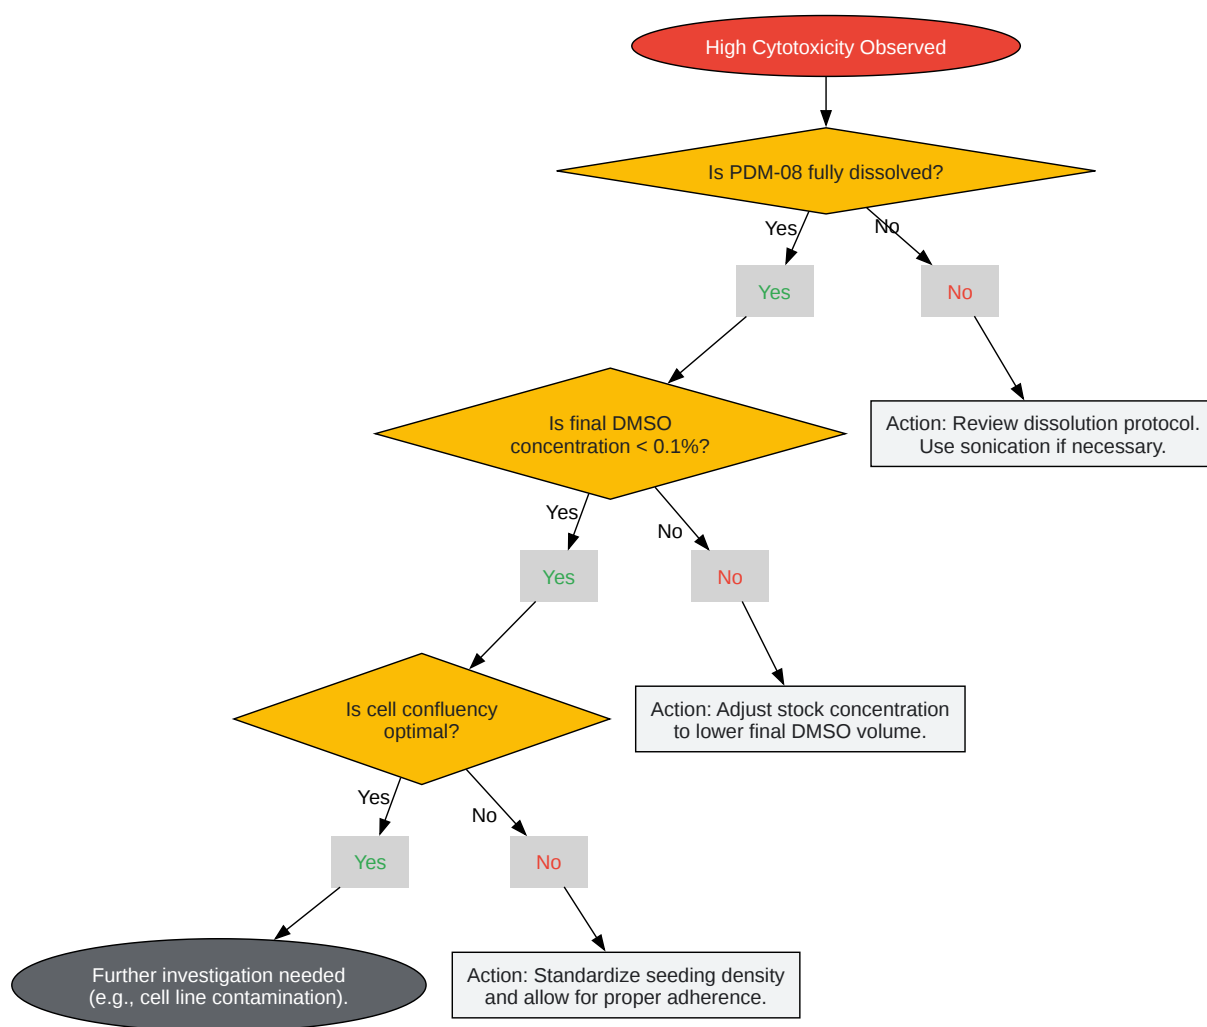 High Cytotoxicity Observed
Is PDM-08 fully dissolved?
Yes
No
Yes
No
Is final DMSO
concentration < 0.1%?
Action: Review dissolution protocol.
Use sonication if necessary.
Yes
No
Yes
No
Is cell confluency
optimal?
Action: Adjust stock concentration
to lower final DMSO volume.
Yes
No
Yes
No
Further investigation needed
(e.g., cell line contamination).
Action: Standardize seeding density
and allow for proper adherence.